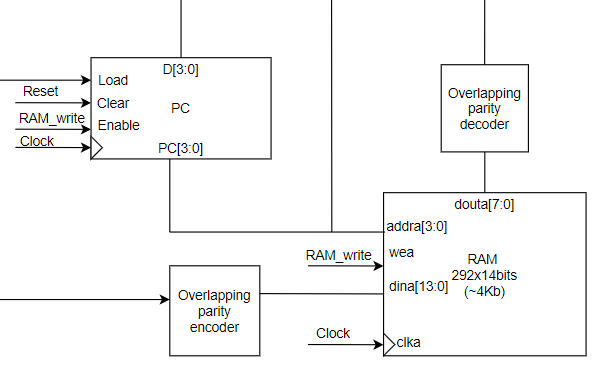 D[3:0]
Load
Reset
Clear
PC
RAM_write
Enable
Clock
PC[3:0]
Overlapping
parity
decoder
douta[7:0]
addra[3:0]
RAM_write
wea
RAM
292x14bits
(~4Kb)
dina[13:0]
Overlapping
parity
encoder
Clock
clka